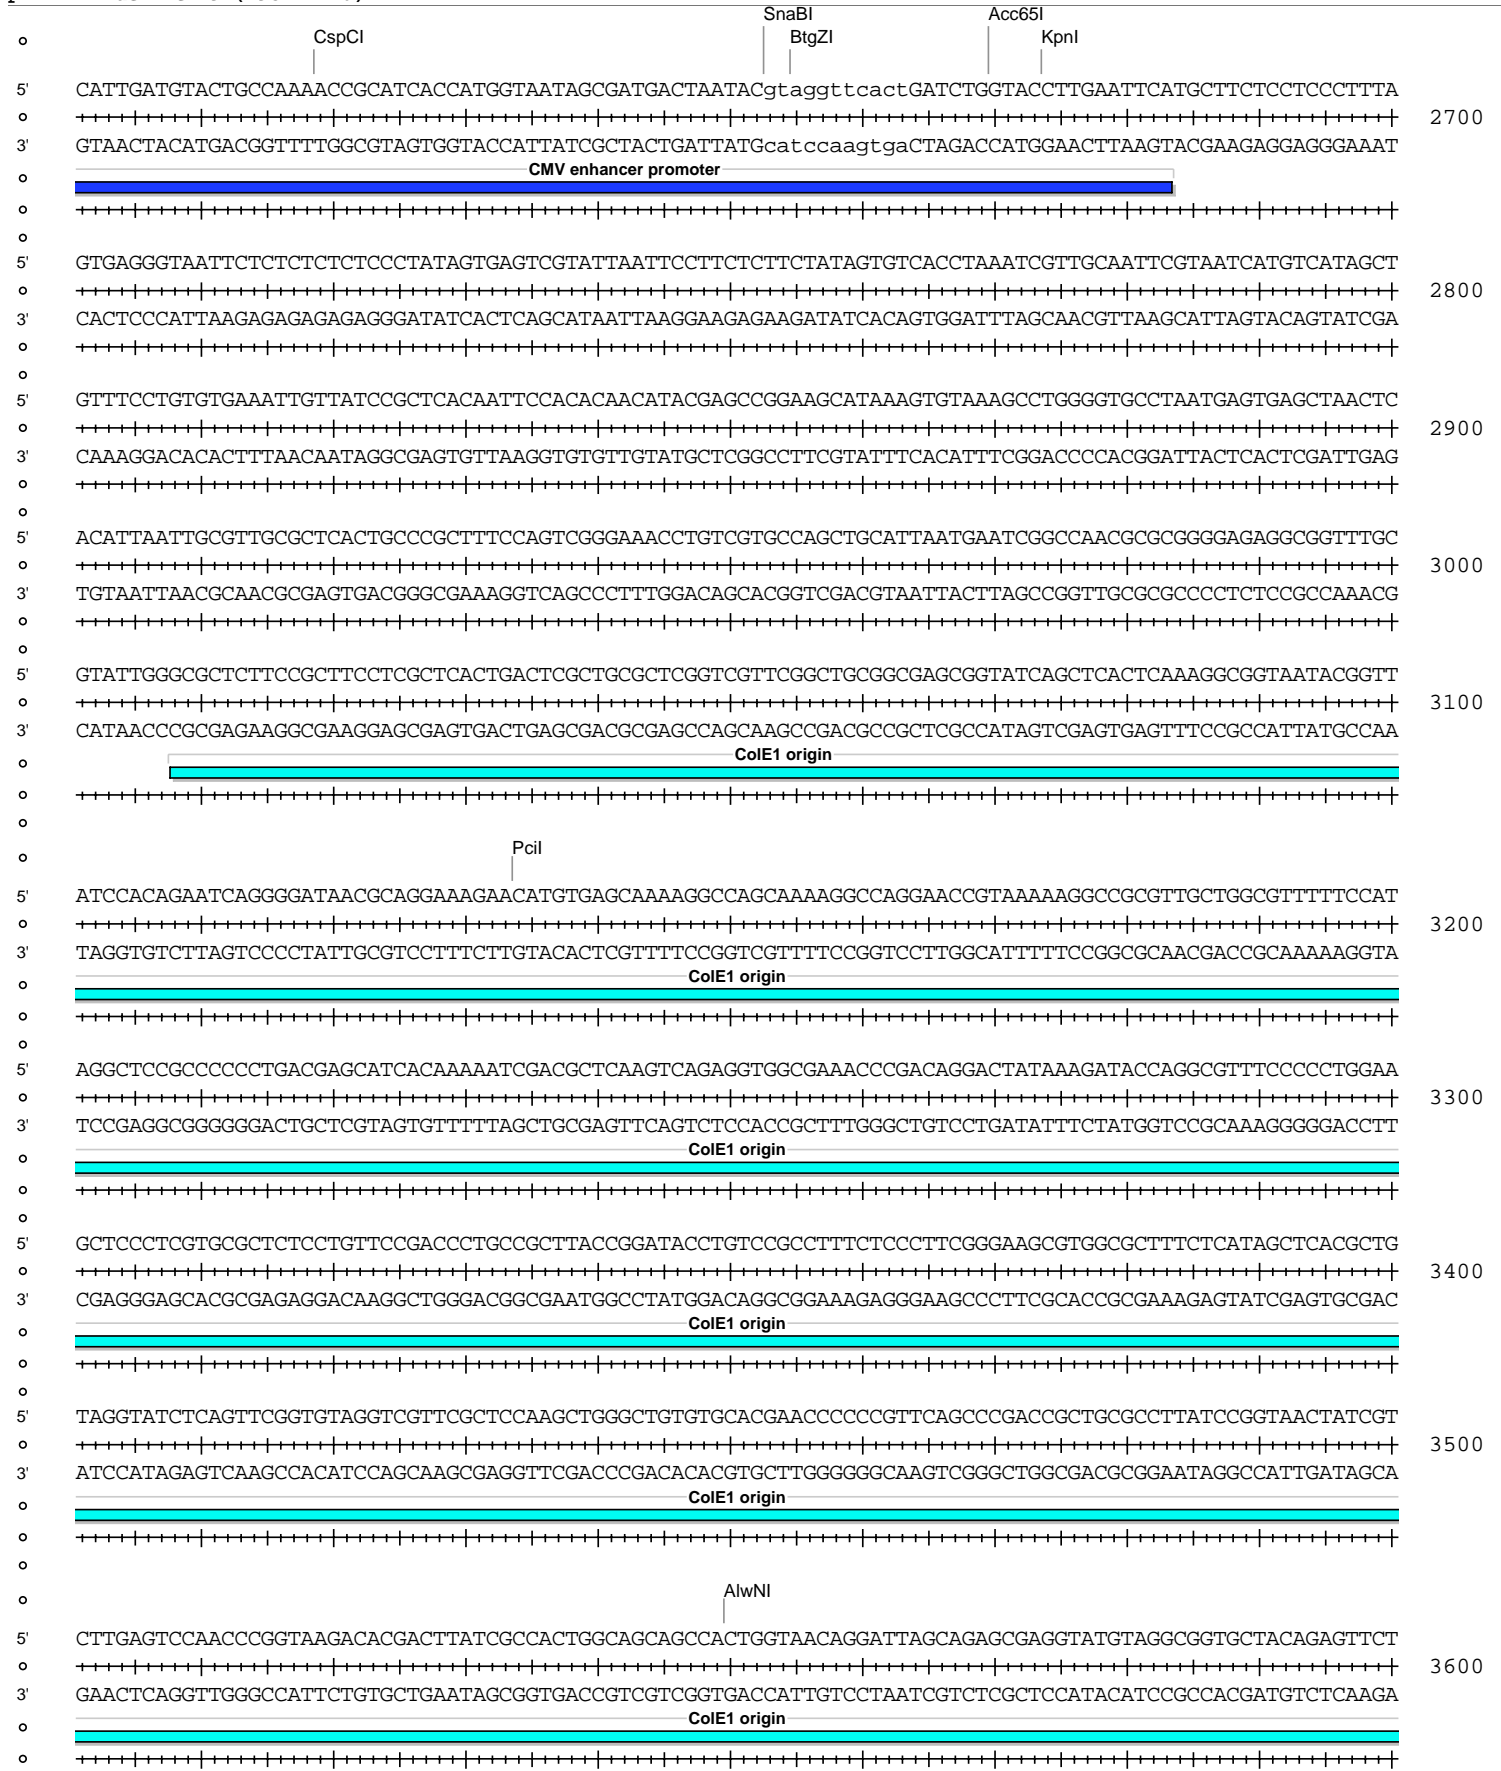 SnaBI Acc65I
CspCI BtgZI KpnI
5' CATTGATGTACTGCCAAAACCGCATCACCATGGTAATAGCGATGACTAATACgtaggttcactGATCTGGTACCTTGAATTCATGCTTCTCCTCCCTTTA
2700
3' GTAACTACATGACGGTTTTGGCGTAGTGGTACCATTATCGCTACTGATTATGcatccaagtgaCTAGACCATGGAACTTAAGTACGAAGAGGAGGGAAAT
CMV enhancer promoter
5' GTGAGGGTAATTCTCTCTCTCTCCCTATAGTGAGTCGTATTAATTCCTTCTCTTCTATAGTGTCACCTAAATCGTTGCAATTCGTAATCATGTCATAGCT
2800
3' CACTCCCATTAAGAGAGAGAGAGGGATATCACTCAGCATAATTAAGGAAGAGAAGATATCACAGTGGATTTAGCAACGTTAAGCATTAGTACAGTATCGA
5' GTTTCCTGTGTGAAATTGTTATCCGCTCACAATTCCACACAACATACGAGCCGGAAGCATAAAGTGTAAAGCCTGGGGTGCCTAATGAGTGAGCTAACTC
2900
3' CAAAGGACACACTTTAACAATAGGCGAGTGTTAAGGTGTGTTGTATGCTCGGCCTTCGTATTTCACATTTCGGACCCCACGGATTACTCACTCGATTGAG
5' ACATTAATTGCGTTGCGCTCACTGCCCGCTTTCCAGTCGGGAAACCTGTCGTGCCAGCTGCATTAATGAATCGGCCAACGCGCGGGGAGAGGCGGTTTGC
3000
3' TGTAATTAACGCAACGCGAGTGACGGGCGAAAGGTCAGCCCTTTGGACAGCACGGTCGACGTAATTACTTAGCCGGTTGCGCGCCCCTCTCCGCCAAACG
5' GTATTGGGCGCTCTTCCGCTTCCTCGCTCACTGACTCGCTGCGCTCGGTCGTTCGGCTGCGGCGAGCGGTATCAGCTCACTCAAAGGCGGTAATACGGTT
3100
3' CATAACCCGCGAGAAGGCGAAGGAGCGAGTGACTGAGCGACGCGAGCCAGCAAGCCGACGCCGCTCGCCATAGTCGAGTGAGTTTCCGCCATTATGCCAA
ColE1 origin
PciI
5' ATCCACAGAATCAGGGGATAACGCAGGAAAGAACATGTGAGCAAAAGGCCAGCAAAAGGCCAGGAACCGTAAAAAGGCCGCGTTGCTGGCGTTTTTCCAT
3200
3' TAGGTGTCTTAGTCCCCTATTGCGTCCTTTCTTGTACACTCGTTTTCCGGTCGTTTTCCGGTCCTTGGCATTTTTCCGGCGCAACGACCGCAAAAAGGTA
ColE1 origin
5' AGGCTCCGCCCCCCTGACGAGCATCACAAAAATCGACGCTCAAGTCAGAGGTGGCGAAACCCGACAGGACTATAAAGATACCAGGCGTTTCCCCCTGGAA
3300
3' TCCGAGGCGGGGGGACTGCTCGTAGTGTTTTTAGCTGCGAGTTCAGTCTCCACCGCTTTGGGCTGTCCTGATATTTCTATGGTCCGCAAAGGGGGACCTT
ColE1 origin
5' GCTCCCTCGTGCGCTCTCCTGTTCCGACCCTGCCGCTTACCGGATACCTGTCCGCCTTTCTCCCTTCGGGAAGCGTGGCGCTTTCTCATAGCTCACGCTG
3400
3' CGAGGGAGCACGCGAGAGGACAAGGCTGGGACGGCGAATGGCCTATGGACAGGCGGAAAGAGGGAAGCCCTTCGCACCGCGAAAGAGTATCGAGTGCGAC
ColE1 origin
5' TAGGTATCTCAGTTCGGTGTAGGTCGTTCGCTCCAAGCTGGGCTGTGTGCACGAACCCCCCGTTCAGCCCGACCGCTGCGCCTTATCCGGTAACTATCGT
3500
3' ATCCATAGAGTCAAGCCACATCCAGCAAGCGAGGTTCGACCCGACACACGTGCTTGGGGGGCAAGTCGGGCTGGCGACGCGGAATAGGCCATTGATAGCA
ColE1 origin
AlwNI
5' CTTGAGTCCAACCCGGTAAGACACGACTTATCGCCACTGGCAGCAGCCACTGGTAACAGGATTAGCAGAGCGAGGTATGTAGGCGGTGCTACAGAGTTCT
3600
3' GAACTCAGGTTGGGCCATTCTGTGCTGAATAGCGGTGACCGTCGTCGGTGACCATTGTCCTAATCGTCTCGCTCCATACATCCGCCACGATGTCTCAAGA
ColE1 origin